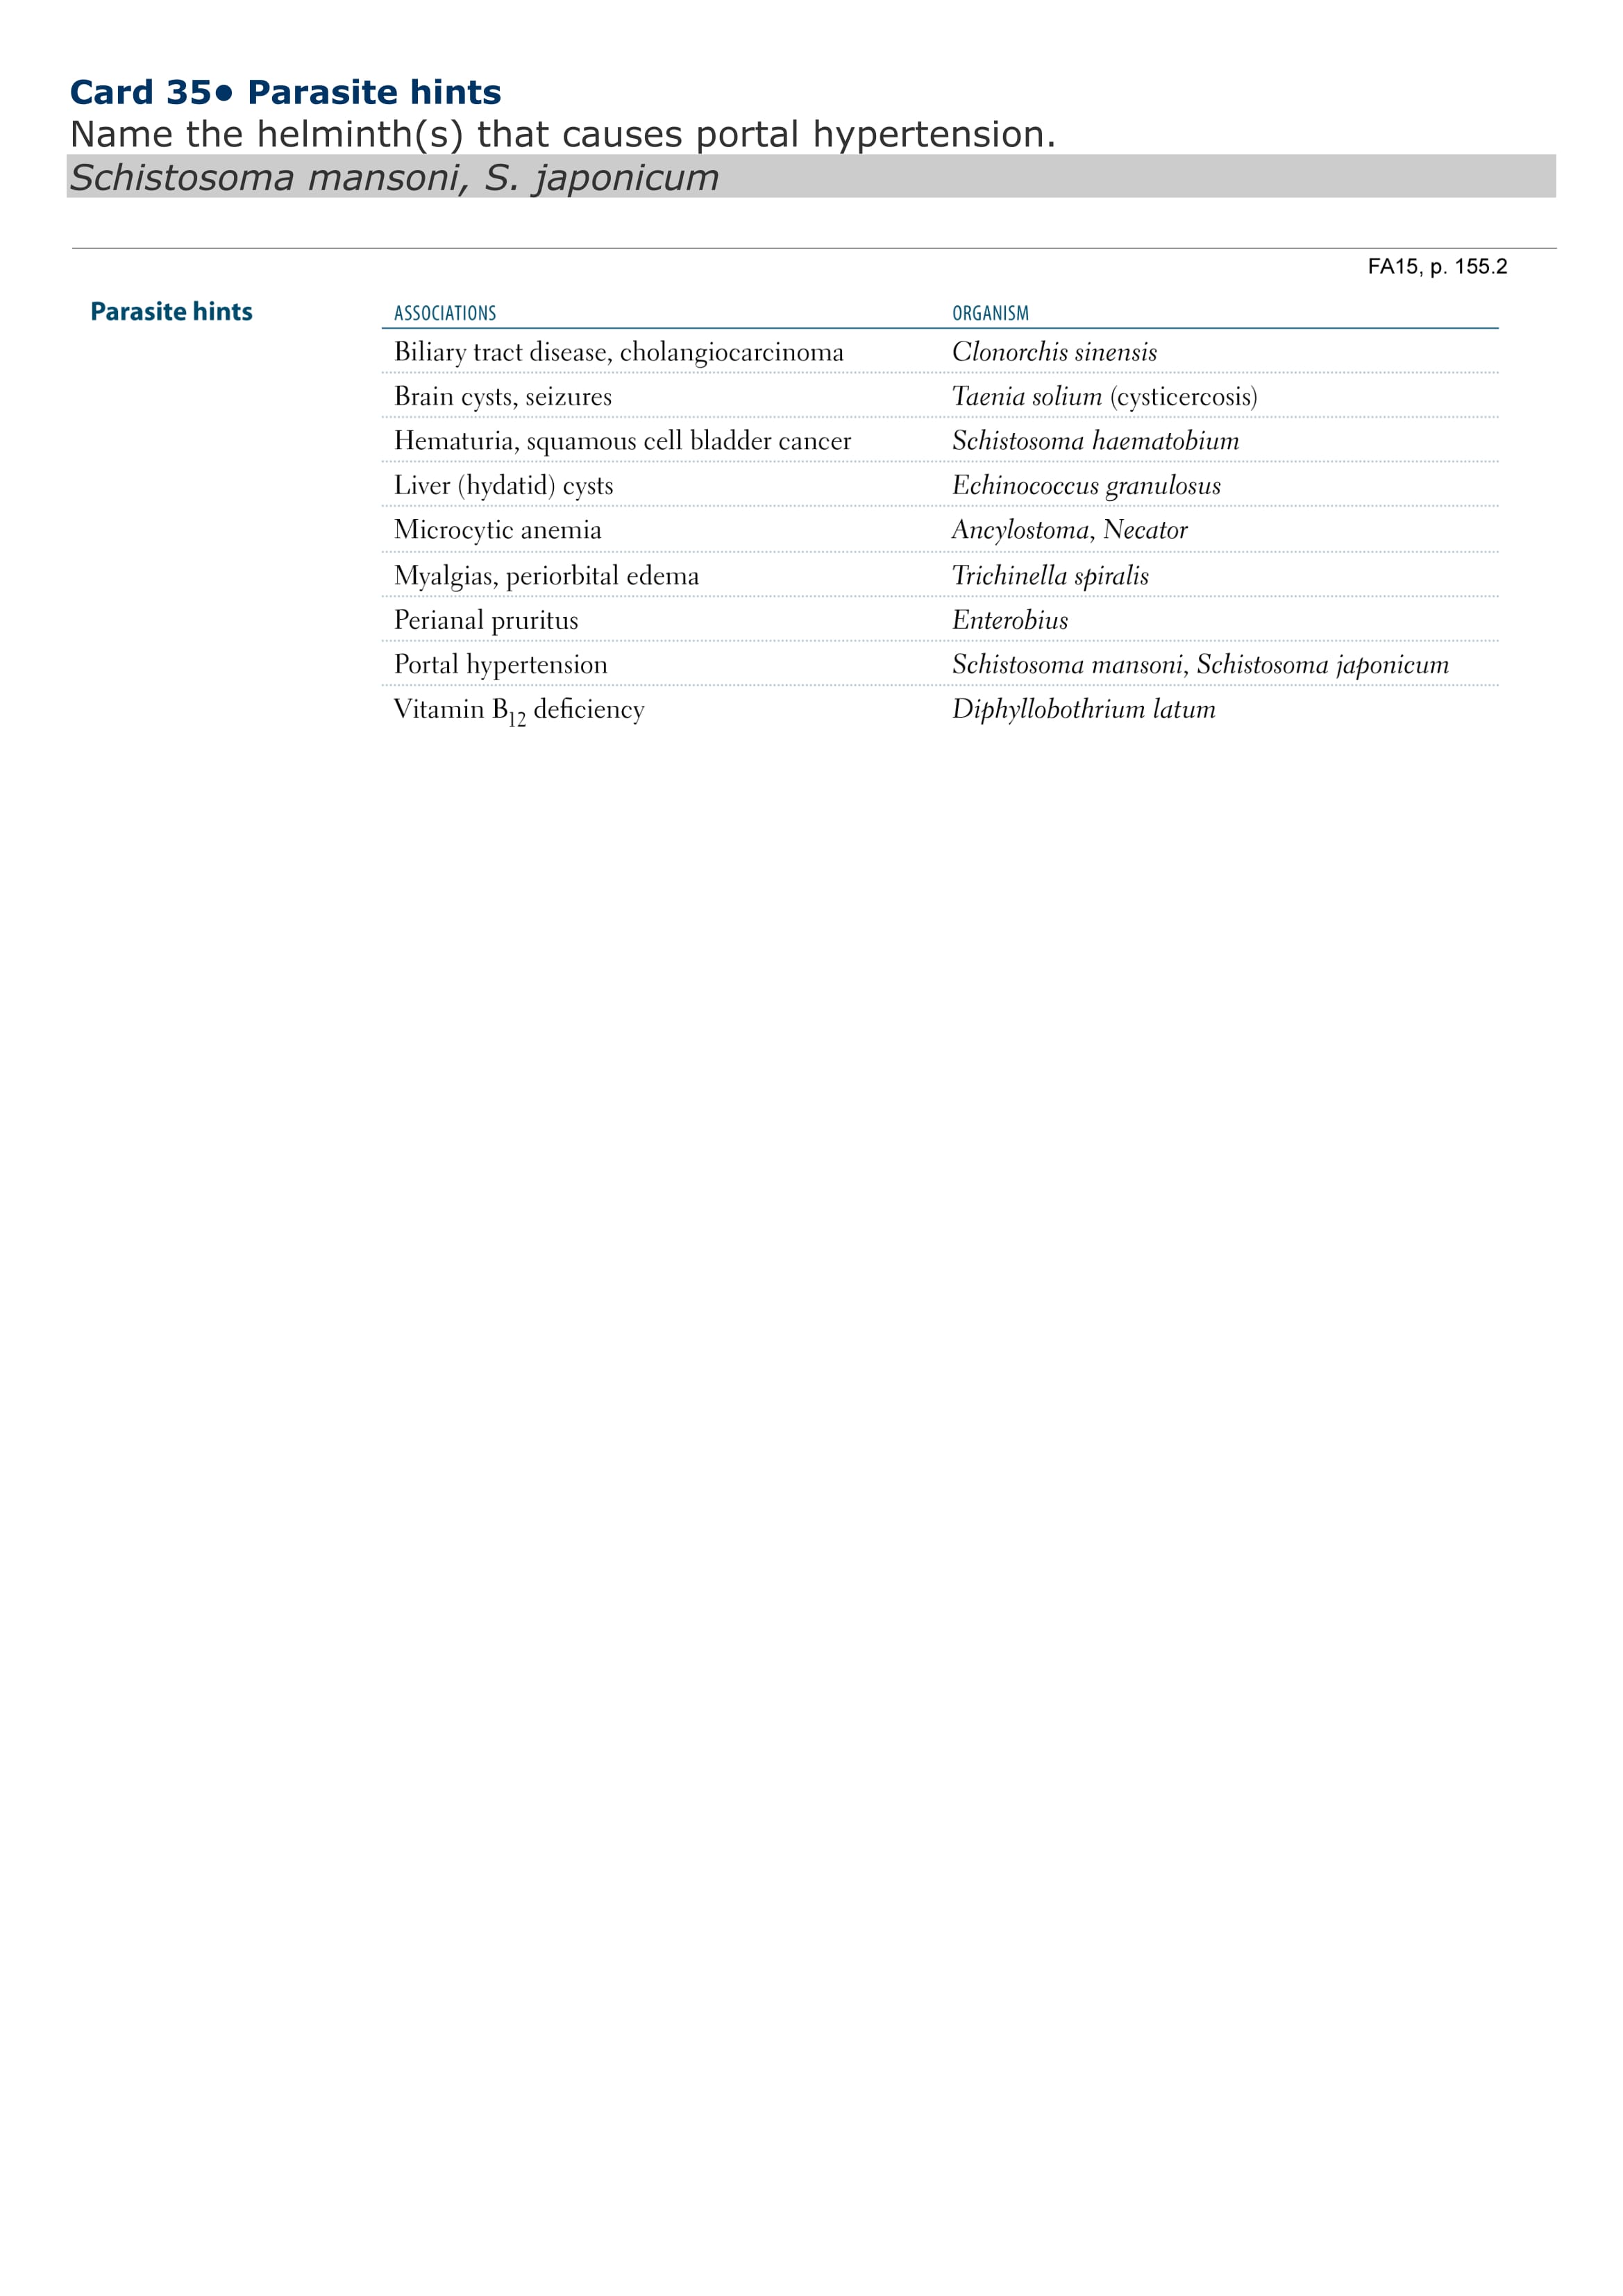 Card 35● Parasite hints
Name the helminth(s) that causes portal hypertension.
Schistosoma mansoni, S. japonicum
FA15, p. 155.2
Parasite hints ASSOCIATIONS ORGANISM
Biliary tract disease, cholangiocarcinoma Clonorchis sinensis
Brain cysts, seizures Taenia solium (cysticercosis)
Hematuria, squamous cell bladder cancer Schistosoma haematobium
Liver (hydatid) cysts Echinococcus granulosus
Microcytic anemia Ancylostoma, Necator
Myalgias, periorbital edema Trichinella spiralis
Perianal pruritus Enterobius
Portal hypertension Schistosoma mansoni, Schistosoma japonicum
Vitamin B12 deficiency Diphyllobothrium latum